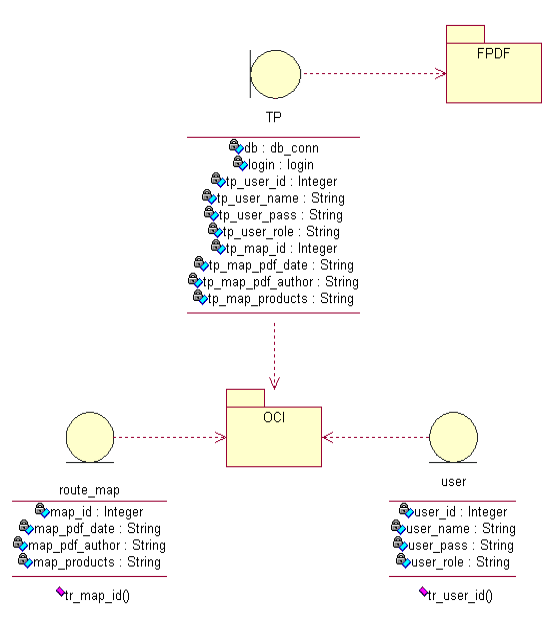 FPDF
TP
db : db_conn
login : login
tp_user_id : Integer
tp_user_name : String
tp_user_pass : String
tp_user_role : String
tp_map_id : Integer
tp_map_pdf_date : String
tp_map_pdf_author : String
tp_map_products : String
OCI
route_map
map_id : Integer
map_pdf_date : String
map_pdf_author : String
map_products : String
tr_map_id()
user
user_id : Integer
user_name : String
user_pass : String
user_role : String
tr_user_id()